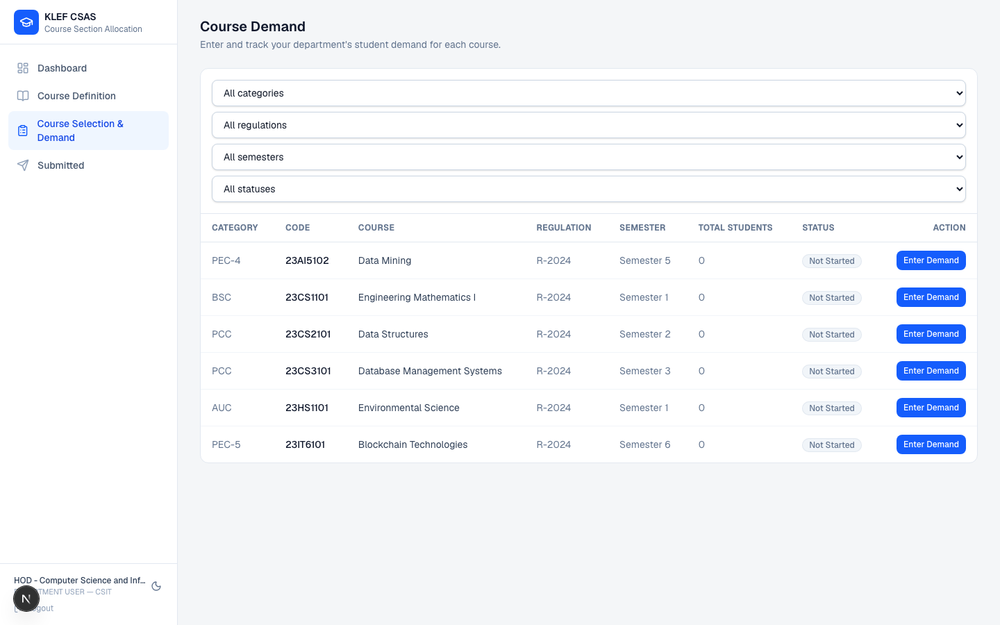 KLEF CSAS
Course Section Allocation
Dashboard
Course Definition
Course Selection &
Demand
Submitted
HOD - Computer Science and Inf...
TMENT USER — CSIT
Course Demand
Enter and track your department's student demand for each course.
All categories
All regulations
All semesters
All statuses
CATEGORY CODE COURSE REGULATION SEMESTER TOTAL STUDENTS STATUS ACTION
PEC-4 23AI5102 Data Mining R-2024 Semester 5 0 Not Started Enter Demand
BSC 23CS1101 Engineering Mathematics I R-2024 Semester 1 0 Not Started Enter Demand
PCC 23CS2101 Data Structures R-2024 Semester 2 0 Not Started Enter Demand
PCC 23CS3101 Database Management Systems R-2024 Semester 3 0 Not Started Enter Demand
AUC 23HS1101 Environmental Science R-2024 Semester 1 0 Not Started Enter Demand
PEC-5 23IT6101 Blockchain Technologies R-2024 Semester 6 0 Not Started Enter Demand